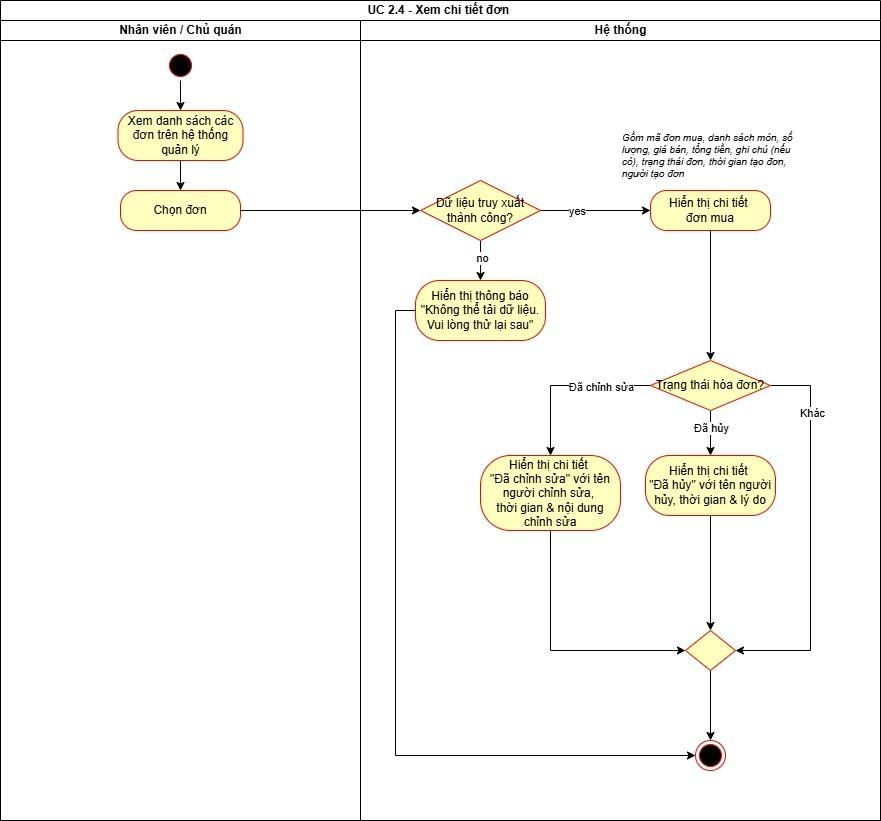 UC 2.4 - Xem chi tiết đơn
Nhân viên / Chủ quán
Hệ thống
Xem danh sách các
đơn trên hệ thống
quản lý
Chọn đơn
Dữ liệu truy xuất
thành công?
yes
no
Gồm mã đơn mua, danh sách món, số
lượng, giá bán, tổng tiền, ghi chú (nếu
có), trạng thái đơn, thời gian tạo đơn,
người tạo đơn
Hiển thị chi tiết
đơn mua
Hiển thị thông báo
"Không thể tải dữ liệu.
Vui lòng thử lại sau"
Trạng thái hóa đơn?
Đã chỉnh sửa
Đã hủy
Khác
Hiển thị chi tiết
"Đã chỉnh sửa" với tên
người chỉnh sửa,
thời gian & nội dung
chỉnh sửa
Hiển thị chi tiết
"Đã hủy" với tên người
hủy, thời gian & lý do